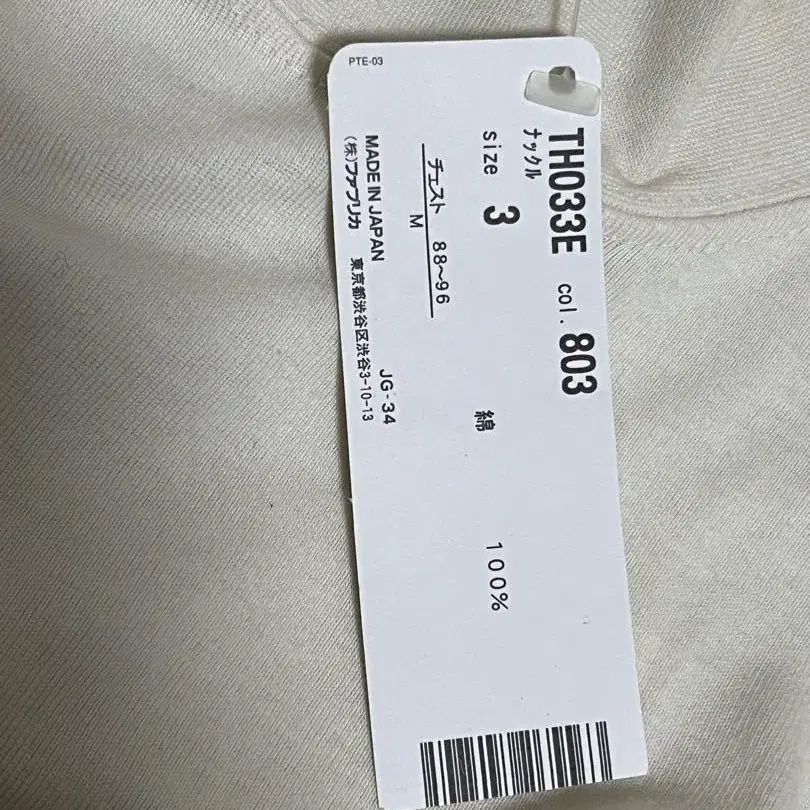 PTE-03
TH033E col. 803
ナックル
size 3 綿 100%
チェスト 88~96
M
JG-34
MADE IN JAPAN
(株)ファブリカ 東京都渋谷区渋谷3-10-13